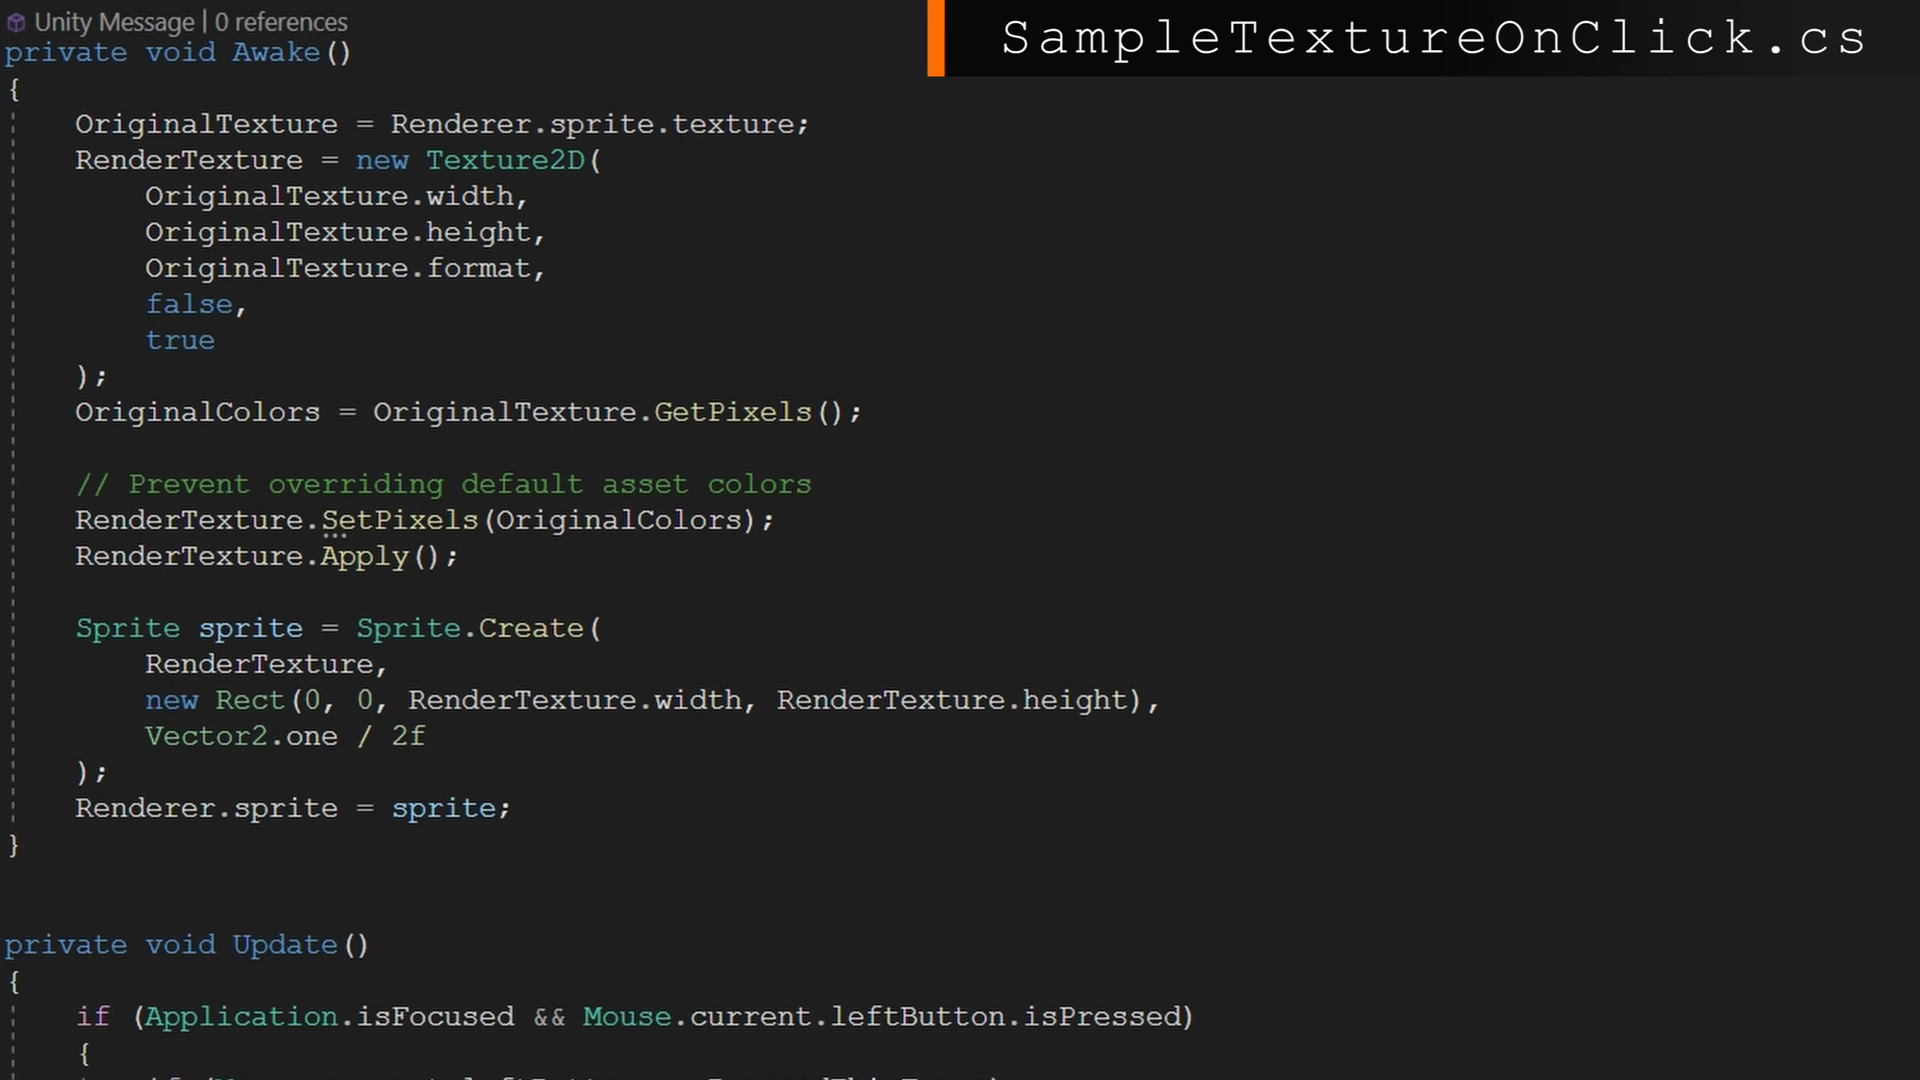 Unity Message | 0 references
SampleTextureOnClick.cs
private void Awake()
{
OriginalTexture = Renderer.sprite.texture;
RenderTexture = new Texture2D(
OriginalTexture.width,
OriginalTexture.height,
OriginalTexture.format,
false,
true
);
OriginalColors = OriginalTexture.GetPixels();
// Prevent overriding default asset colors
RenderTexture.SetPixels(OriginalColors);
RenderTexture.Apply();
Sprite sprite = Sprite.Create(
RenderTexture,
new Rect(0, 0, RenderTexture.width, RenderTexture.height),
Vector2.one / 2f
);
Renderer.sprite = sprite;
}
private void Update()
{
if (Application.isFocused && Mouse.current.leftButton.isPressed)
{